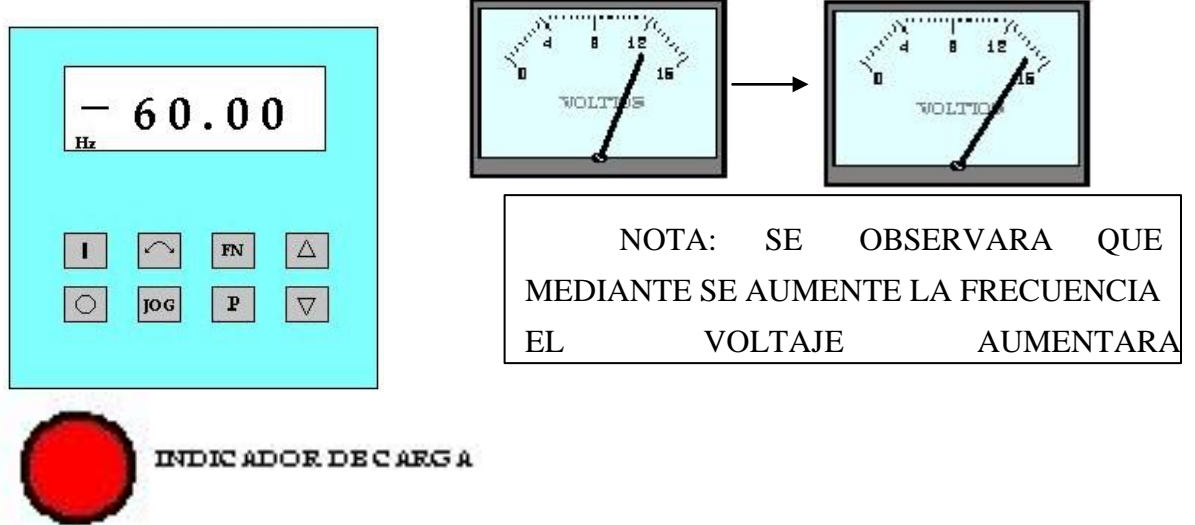 0 4 8 12 16
VOLTIOS
0 4 8 12 16
VOLTIOS
– 60.00
Hz
I FN
JOG P
NOTA: SE OBSERVARA QUE
MEDIANTE SE AUMENTE LA FRECUENCIA
EL VOLTAJE AUMENTARA
INDICADOR DE CARGA